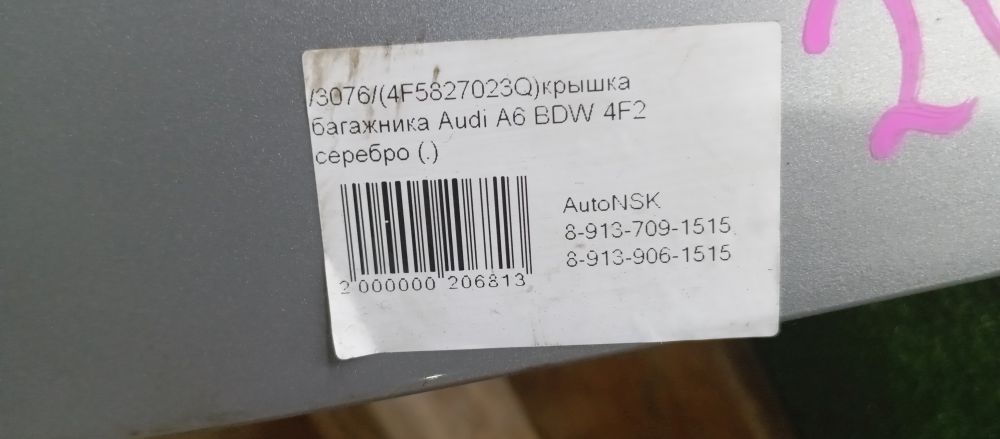 /3076/(4F5827023Q)крышка
багажника Audi A6 BDW 4F2
серебро (.)
AutoNSK
8-913-709-1515
8-913-906-1515
2 000000 206813